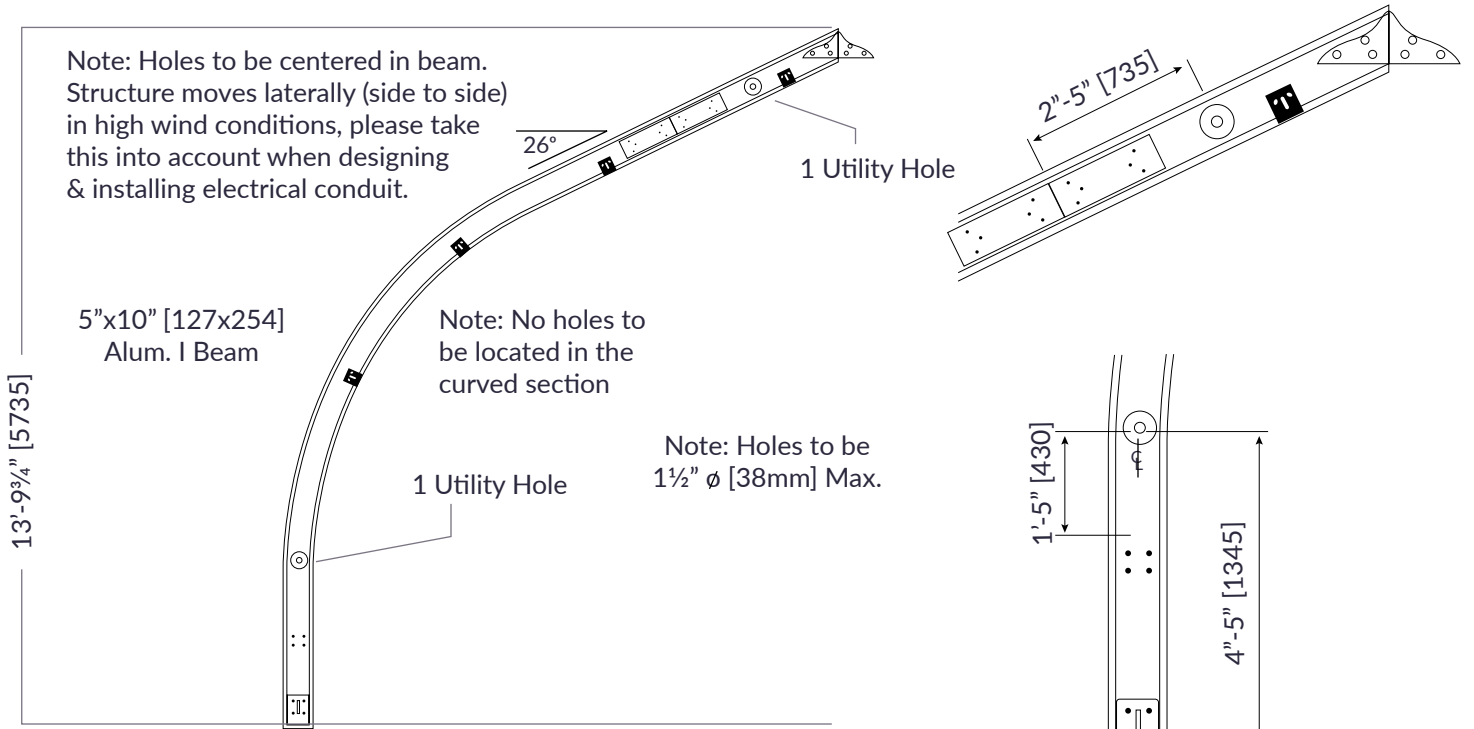 Note: Holes to be centered in beam.
Structure moves laterally (side to side)
in high wind conditions, please take
this into account when designing
& installing electrical conduit.
26°
1 Utility Hole
2”-5” [735]
5”x10” [127x254]
Alum. I Beam
Note: No holes to
be located in the
curved section
13’-9¾” [5735]
Note: Holes to be
1½” ø [38mm] Max.
1 Utility Hole
1’-5” [430]
℄
4”-5” [1345]